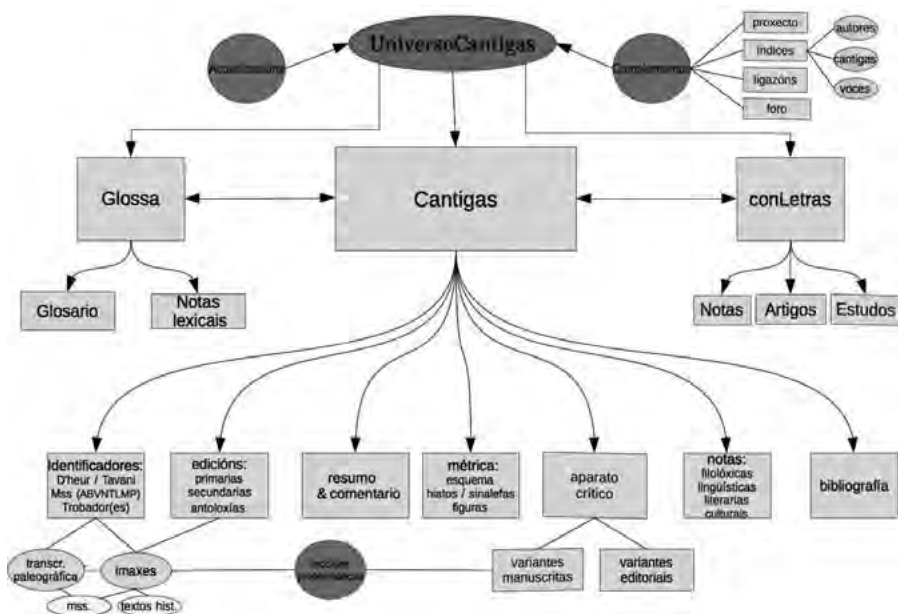 UniversoCantigas
proxecto
índices
ligazóns
foro
autores
cantigas
voces
Glossa
Cantigas
conLetras
Glosario
Notas
lexicais
Notas
Artigos
Estudos
Identificadores:
D'heur / Tavani
Mss (ABVNTLMP)
Trobador(es)
edicións:
primarias
secundarias
antoloxías
resumo
& comentario
métrica:
esquema
hiatos / sinalefas
figuras
aparato
crítico
notas:
filolóxicas
lingüísticas
literarias
culturais
bibliografía
transcr.
paleográfica
imaxes
mss.
textos hist.
variantes
manuscritas
variantes
editoriais